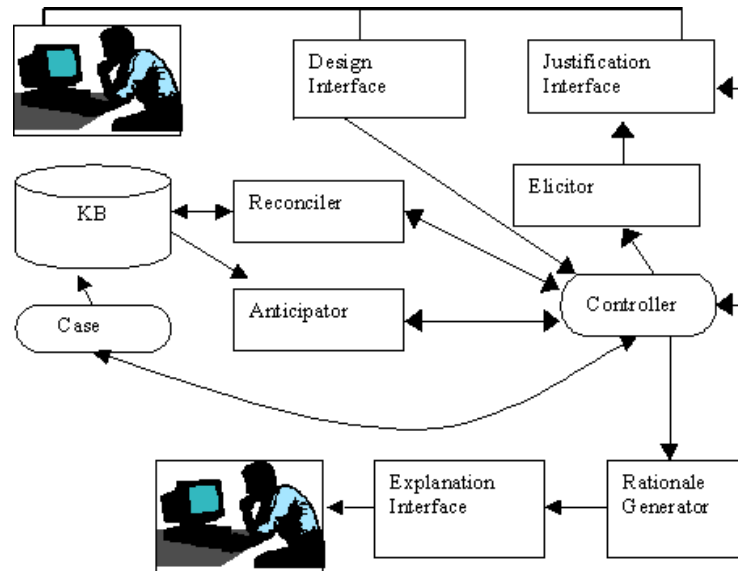 Design
Interface
Justification
Interface
KB
Reconciler
Elicitor
Case
Anticipator
Controller
Explanation
Interface
Rationale
Generator